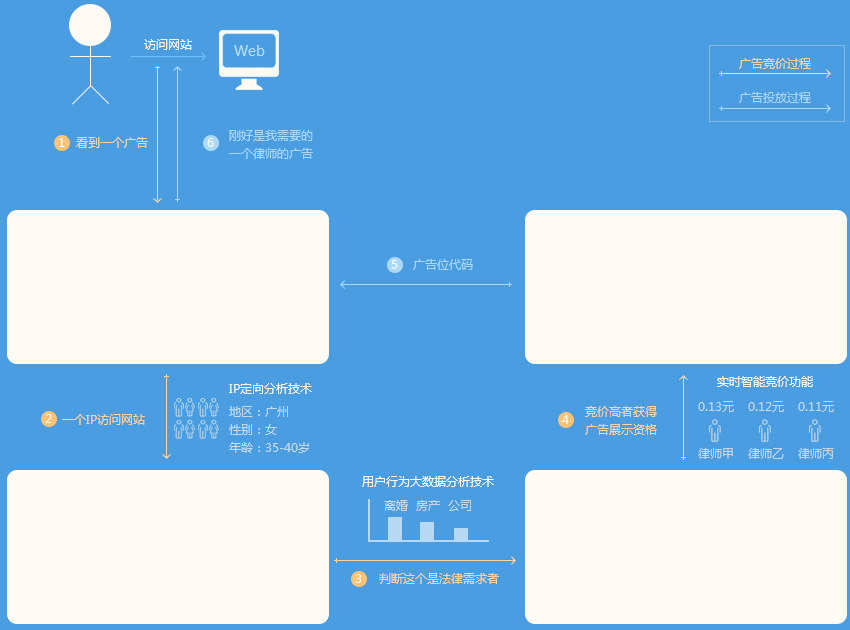 访问网站
Web
广告竞价过程
广告投放过程
1 看到一个广告
6 刚好是我需要的
一个律师的广告
5 广告位代码
2 一个IP访问网站
IP定向分析技术
地区：广州
性别：女
年龄：35-40岁
4 竞价高者获得
广告展示资格
实时智能竞价功能
0.13元 0.12元 0.11元
律师甲 律师乙 律师丙
用户行为大数据分析技术
离婚 房产 公司
3 判断这个是法律需求者